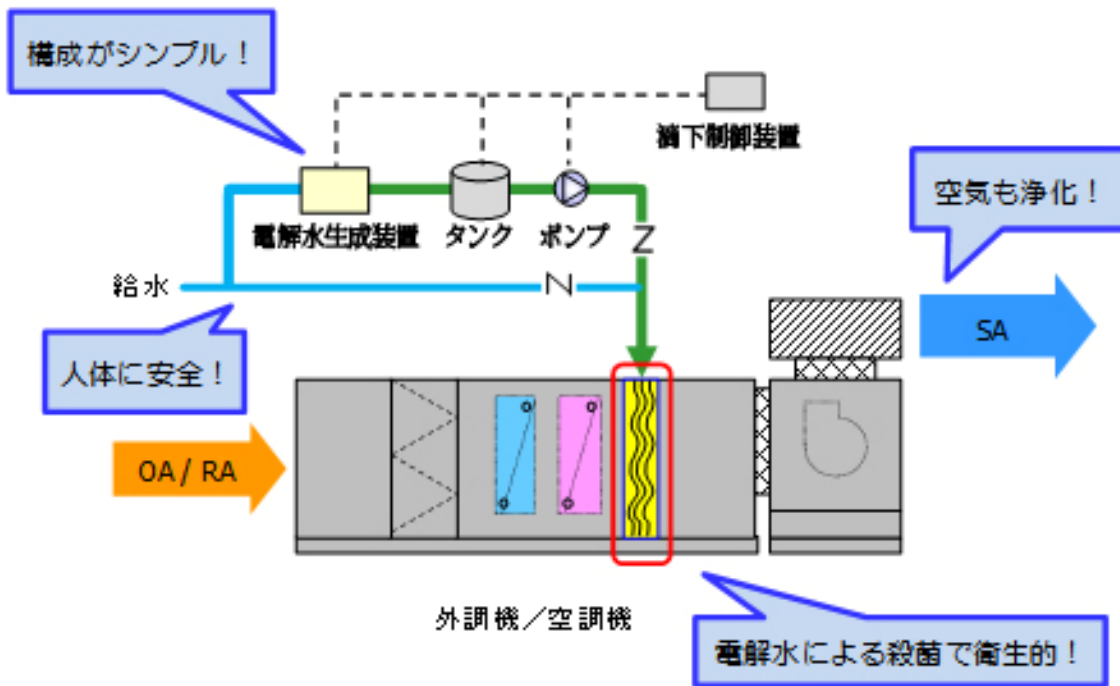 構成がシンプル！
滴下制御装置
空気も浄化！
電解水生成装置
タンク
ポンプ
給水
SA
人体に安全！
OA / RA
外調機／空調機
電解水による殺菌で衛生的！